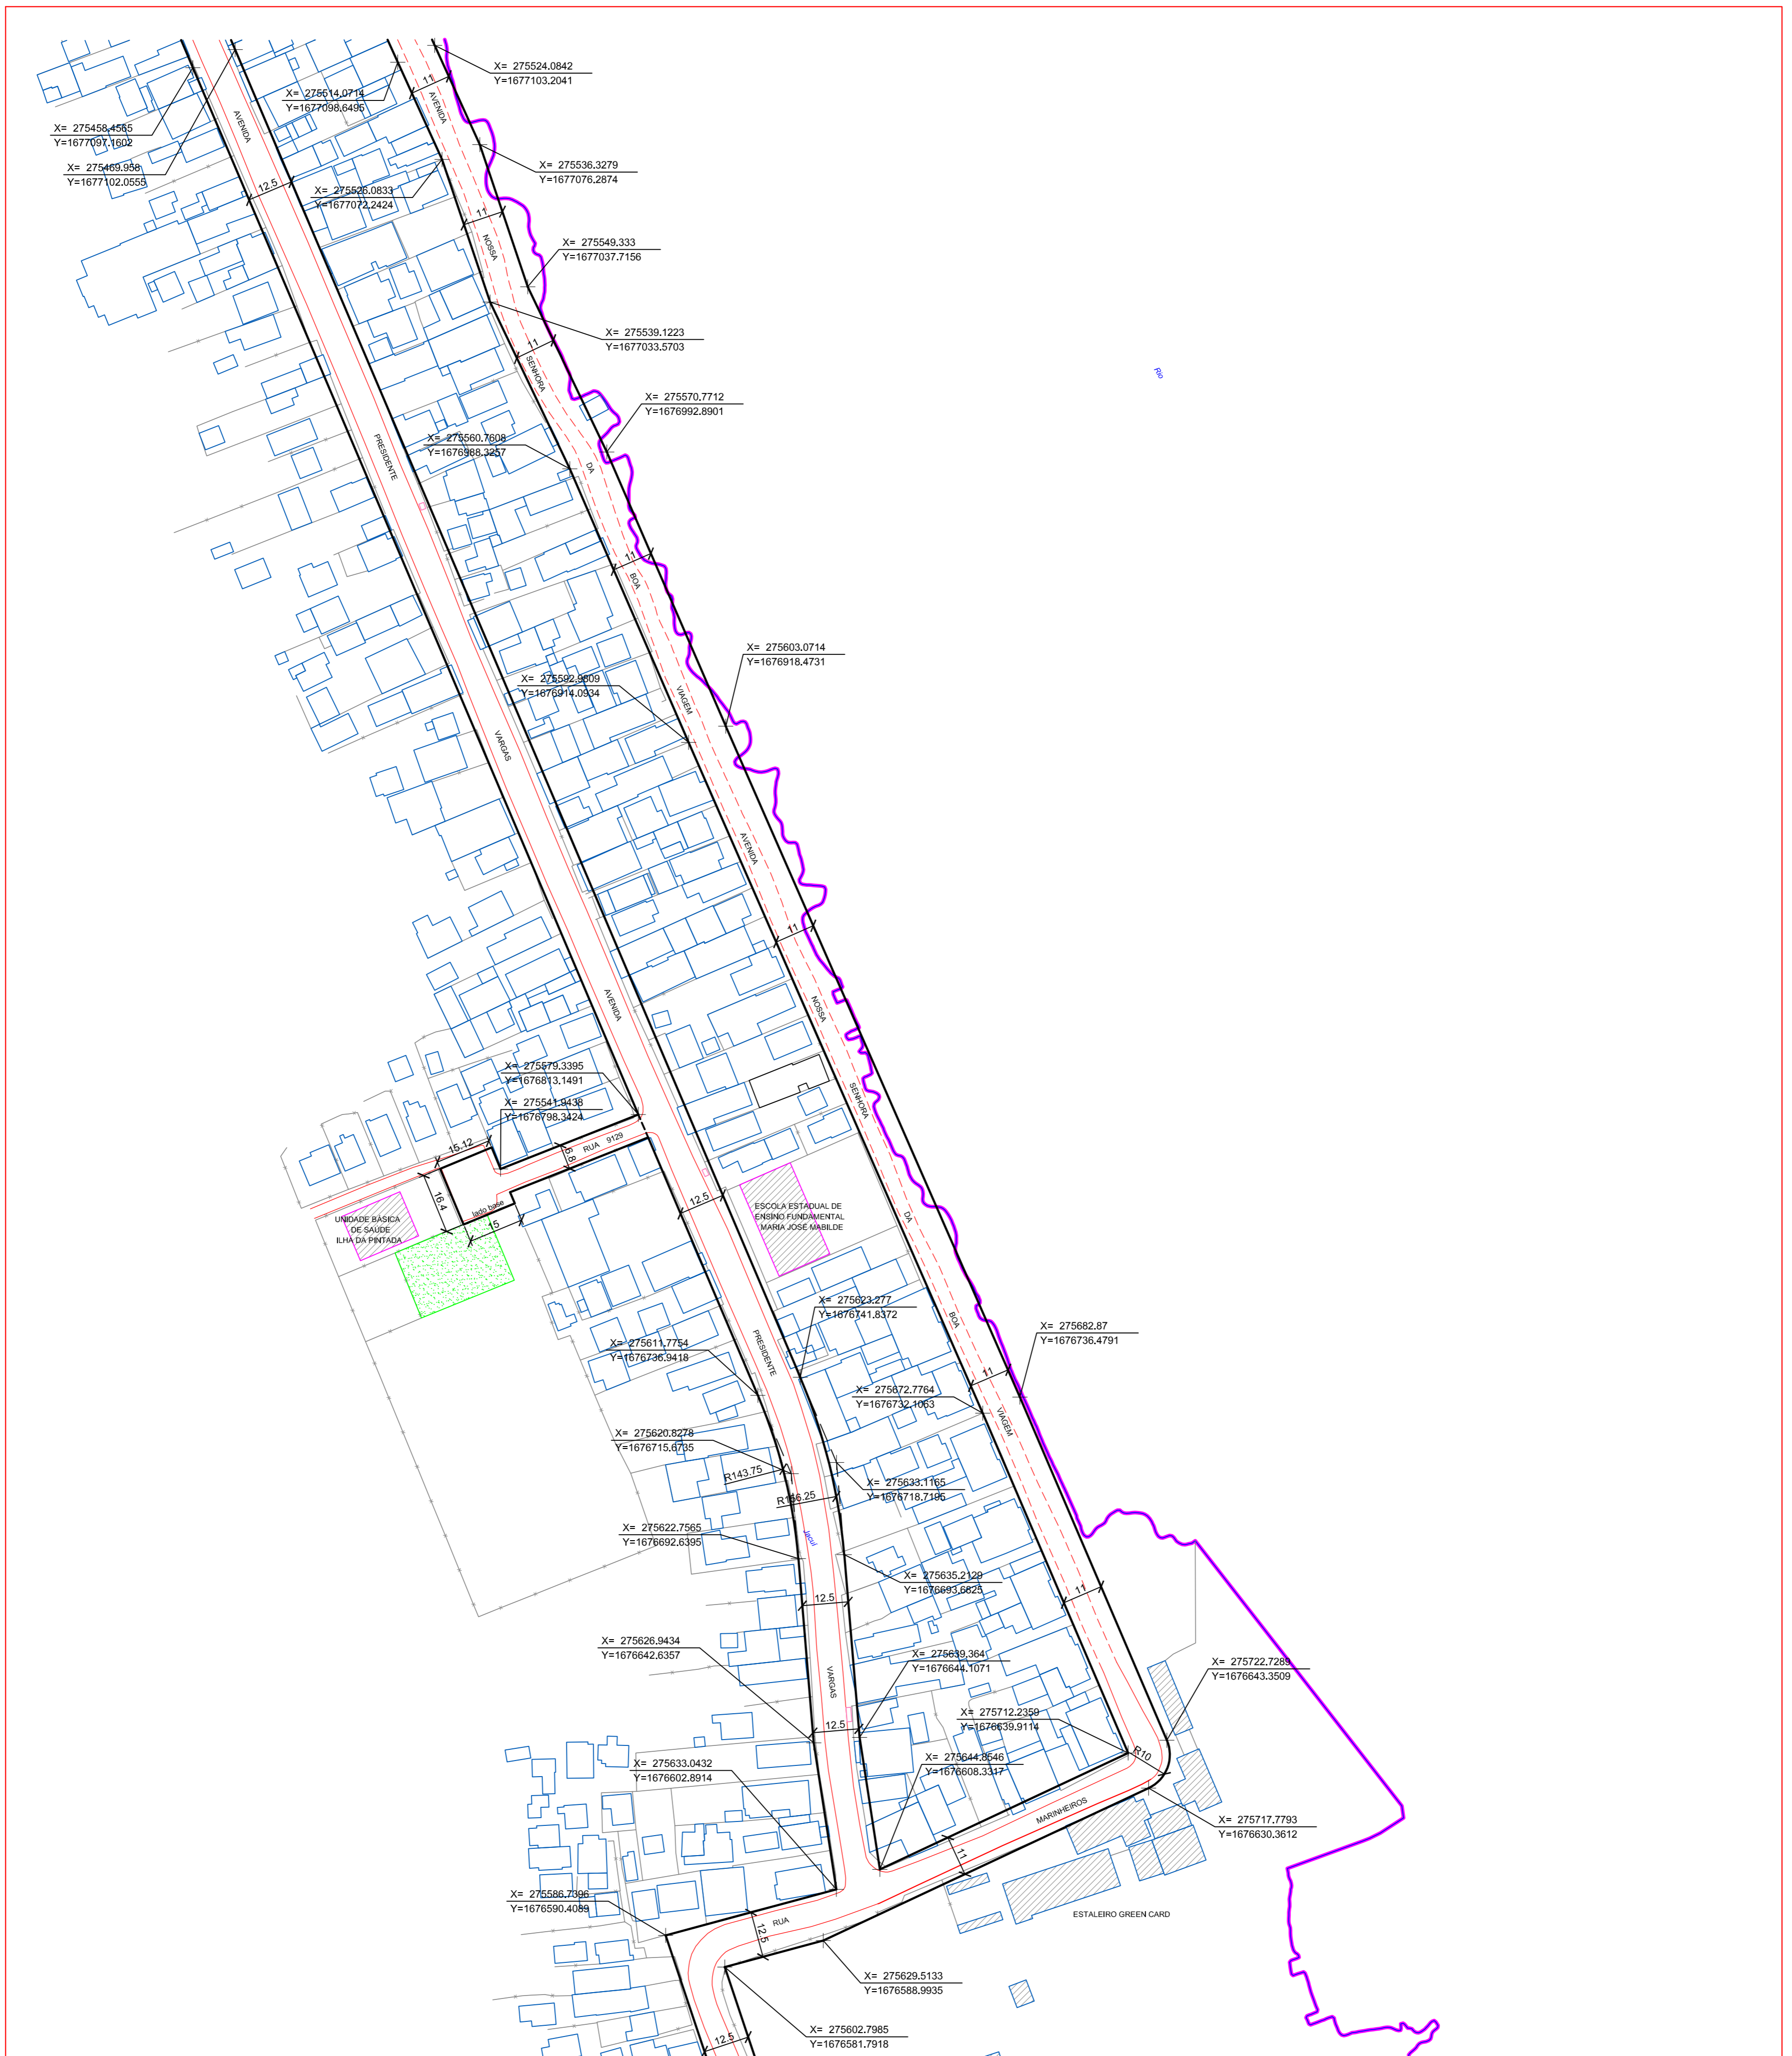 X= 275524.0842
Y=1677103.2041
X= 275514.0714
Y=1677098.6495
11
AVENIDA
AVENIDA
X= 275458.4565
Y=1677097.1602
X= 275469.958
Y=1677102.0555
X= 275536.3279
Y=1677076.2874
12.5
X= 275526.0833
Y=1677072.2424
11
NOSSA
X= 275549.333
Y=1677037.7156
X= 275539.1223
Y=1677033.5703
11
SENHORA
Rio
X= 275570.7712
Y=1676992.8901
X= 275560.7608
Y=1676988.3257
PRESIDENTE
DA
11
BOA
X= 275603.0714
Y=1676918.4731
X= 275592.9809
Y=1676914.0934
VIAGEM
VARGAS
AVENIDA
11
AVENIDA
NOSSA
X= 275579.3395
Y=1676813.1491
SENHORA
X= 275541.9438
Y=1676798.3424
15.12
6.8
RUA 9129
16.4
lado base
15
12.5
UNIDADE BÁSICA
DE SAÚDE
ILHA DA PINTADA
ESCOLA ESTADUAL DE
ENSINO FUNDAMENTAL
MARIA JOSÉ MABILDE
DA
X= 275623.277
Y=1676741.8372
BOA
X= 275682.87
Y=1676736.4791
X= 275611.7754
Y=1676736.9418
PRESIDENTE
11
X= 275672.7764
Y=1676732.1063
VIAGEM
X= 275620.8278
Y=1676715.6735
R143.75
X= 275633.1165
Y=1676718.7195
R156.25
X= 275622.7565
Y=1676692.6395
Jacuí
X= 275635.2129
Y=1676693.6825
11
12.5
X= 275626.9434
Y=1676642.6357
X= 275639.364
Y=1676644.1071
X= 275722.7289
Y=1676643.3509
VARGAS
12.5
X= 275712.2359
Y=1676639.9114
R10
X= 275633.0432
Y=1676602.8914
X= 275644.8546
Y=1676608.3317
MARINHEIROS
X= 275717.7793
Y=1676630.3612
11
X= 275586.7396
Y=1676590.4089
RUA
12.5
ESTALEIRO GREEN CARD
X= 275629.5133
Y=1676588.9935
X= 275602.7985
Y=1676581.7918
12.5